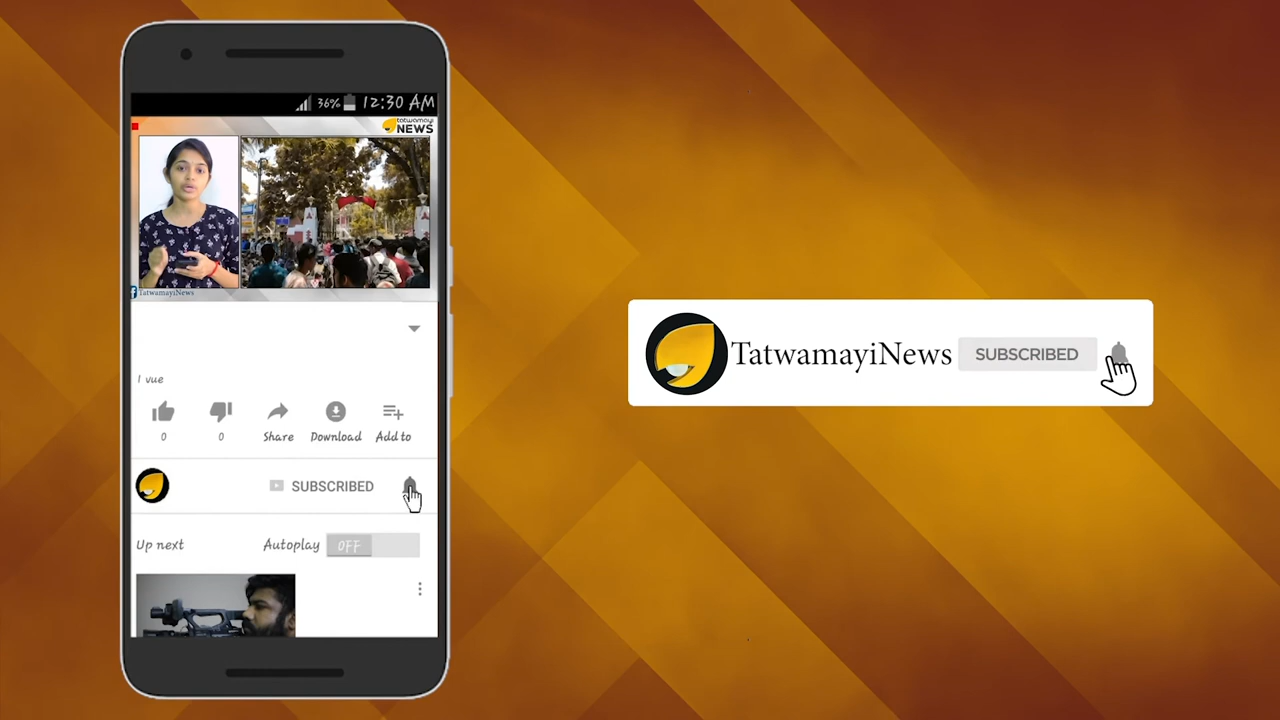 36% 12:30 AM
tatwamayi
NEWS
TatwamayiNews
1 vue
0 0 Share Download Add to
SUBSCRIBED
Up next Autoplay OFF
TatwamayiNews SUBSCRIBED